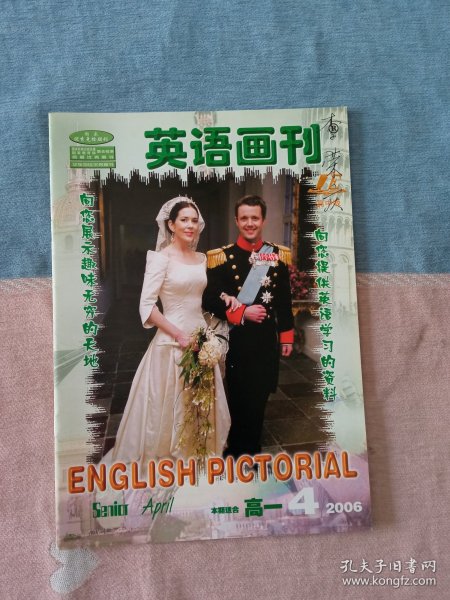 英语画刊
向您展示趣味无穷的天地
向您提供英语学习的资料
ENGLISH PICTORIAL
Senior April
本期适合 高一 4 2006
孔夫子旧书网
www.kongfz.com